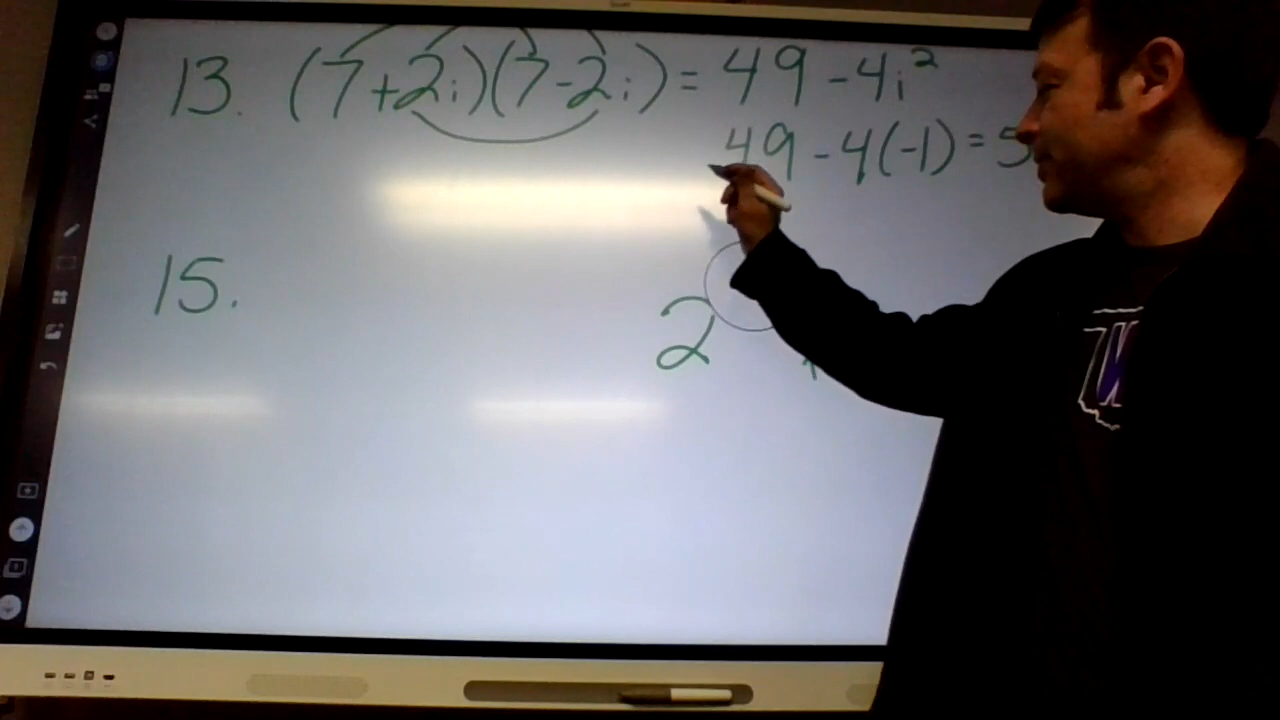 13. (7+2i)(7-2i) = 49 - 4i²
49 - 4(-1) = 5
15.
2